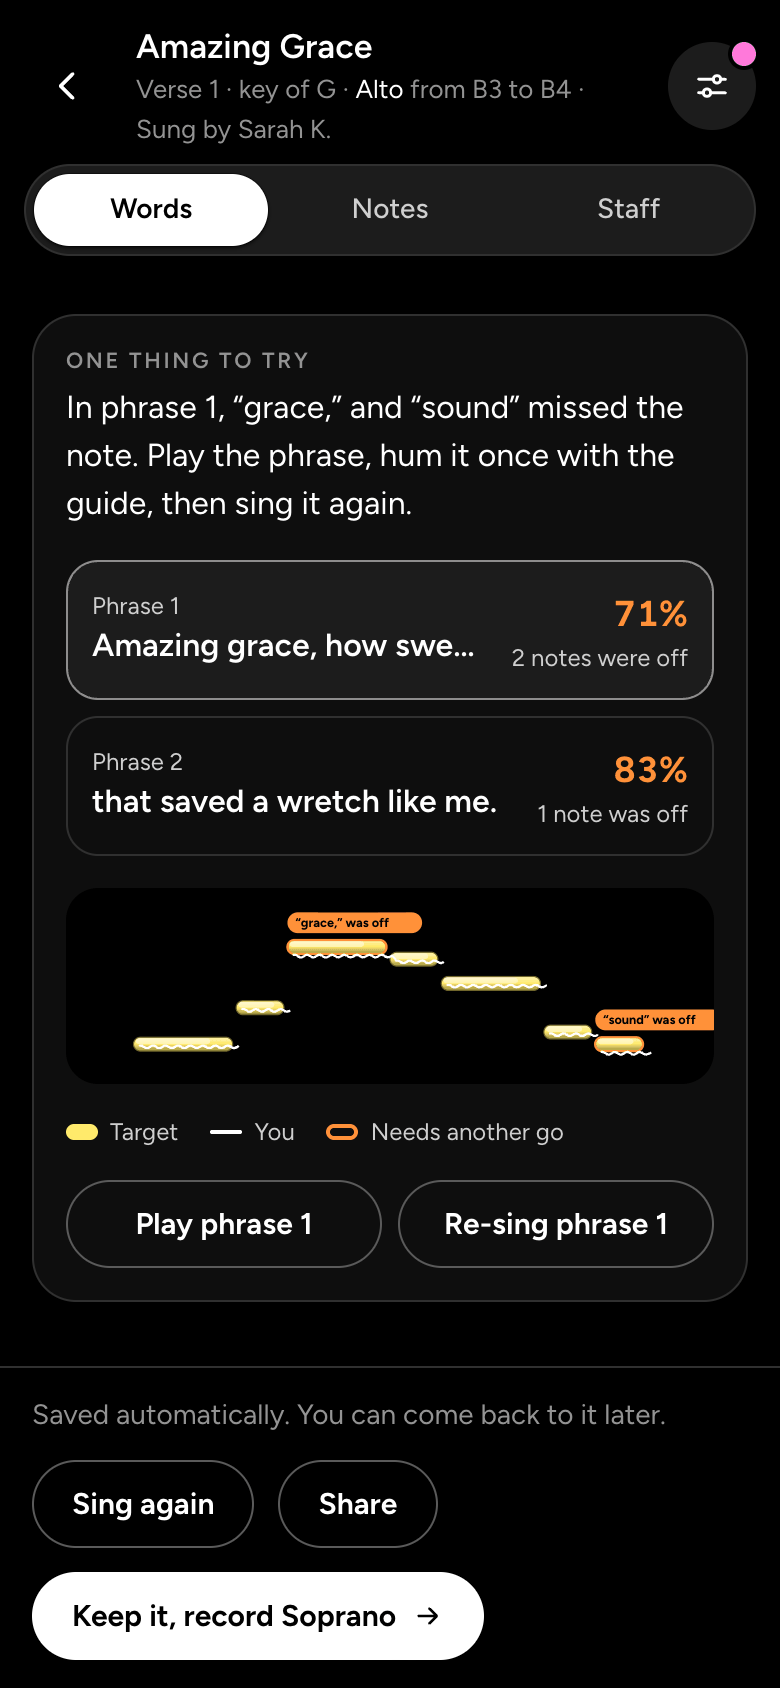 Amazing Grace
Verse 1 · key of G · Alto from B3 to B4 ·
Sung by Sarah K.
Words Notes Staff
ONE THING TO TRY
In phrase 1, “grace,” and “sound” missed the
note. Play the phrase, hum it once with the
guide, then sing it again.
Phrase 1
Amazing grace, how swe...
71%
2 notes were off
Phrase 2
that saved a wretch like me.
83%
1 note was off
“grace,” was off
“sound” was off
Target You Needs another go
Play phrase 1 Re-sing phrase 1
Saved automatically. You can come back to it later.
Sing again Share
Keep it, record Soprano →